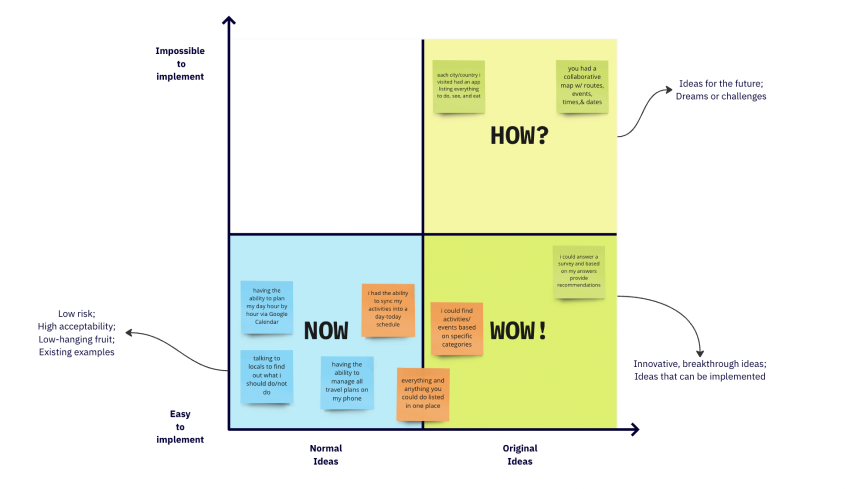 Impossible
to
implement
each city/country i
visited had an app
listing everything
to do, see, and eat
you had a
collaborative
map w/ routes,
events,
times,& dates
HOW?
Ideas for the future;
Dreams or challenges
having the
ability to plan
my day hour by
hour via Google
Calendar
i had the ability
to sync my
activities into a
day-today
schedule
NOW
talking to
locals to find
out what i
should do/not
do
having the
ability to
manage all
travel plans on
my phone
everything and
anything you
could do listed
in one place
i could find
activities/
events based
on specific
categories
WOW!
i could answer a
survey and based
on my answers
provide
recommendations
Low risk;
High acceptability;
Low-hanging fruit;
Existing examples
Innovative, breakthrough ideas;
Ideas that can be implemented
Easy
to
implement
Normal
Ideas
Original
Ideas